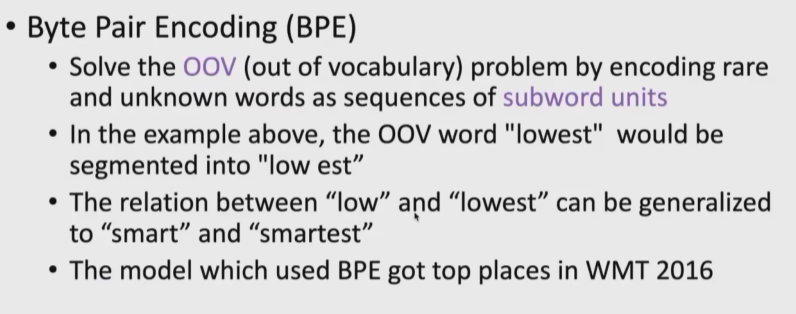 • Byte Pair Encoding (BPE)
• Solve the OOV (out of vocabulary) problem by encoding rare
and unknown words as sequences of subword units
• In the example above, the OOV word "lowest" would be
segmented into "low est”
• The relation between “low” and “lowest” can be generalized
to “smart” and “smartest”
• The model which used BPE got top places in WMT 2016